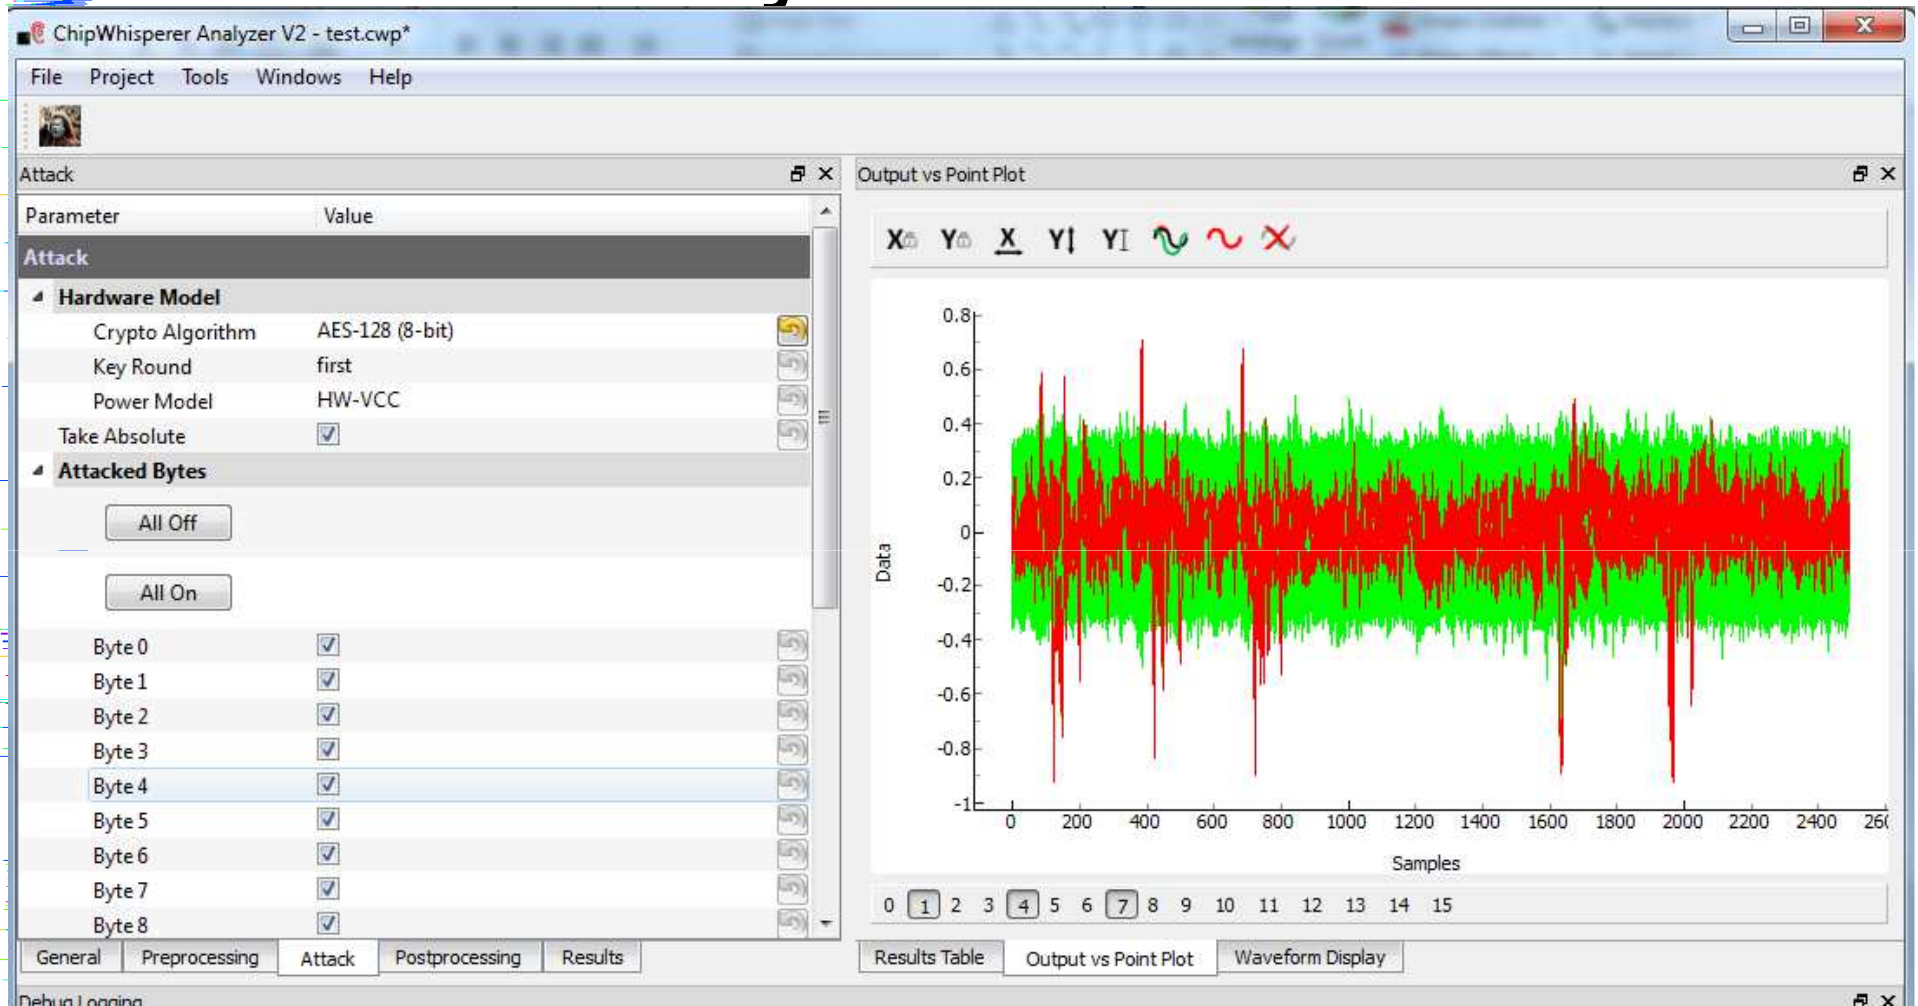 ChipWhisperer Analyzer V2 - test.cwp*
File Project Tools Windows Help
Attack
Parameter Value
Attack
Hardware Model
Crypto Algorithm AES-128 (8-bit)
Key Round first
Power Model HW-VCC
Take Absolute
Attacked Bytes
All Off
All On
Byte 0
Byte 1
Byte 2
Byte 3
Byte 4
Byte 5
Byte 6
Byte 7
Byte 8
General Preprocessing Attack Postprocessing Results
Output vs Point Plot
X Y X Y Y
0.8
0.6
0.4
0.2
0
-0.2
-0.4
-0.6
-0.8
-1
Data
0 200 400 600 800 1000 1200 1400 1600 1800 2000 2200 2400 260
Samples
0 1 2 3 4 5 6 7 8 9 10 11 12 13 14 15
Results Table Output vs Point Plot Waveform Display
Debug Logging